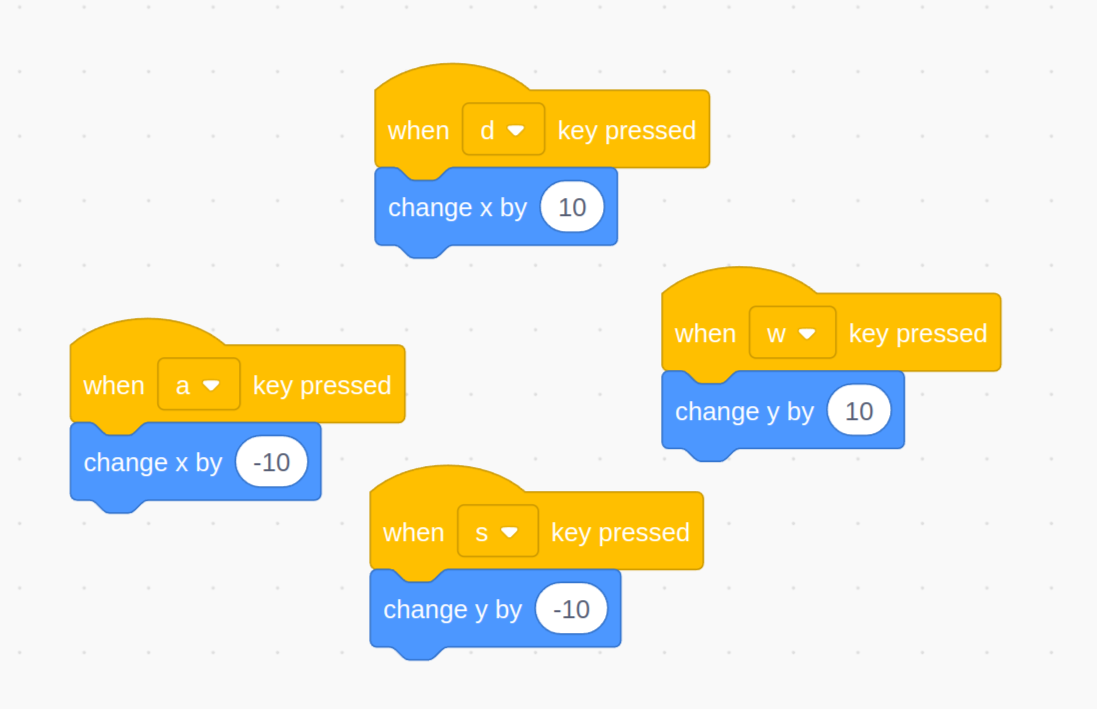 when d key pressed
change x by 10
when w key pressed
change y by 10
when a key pressed
change x by -10
when s key pressed
change y by -10